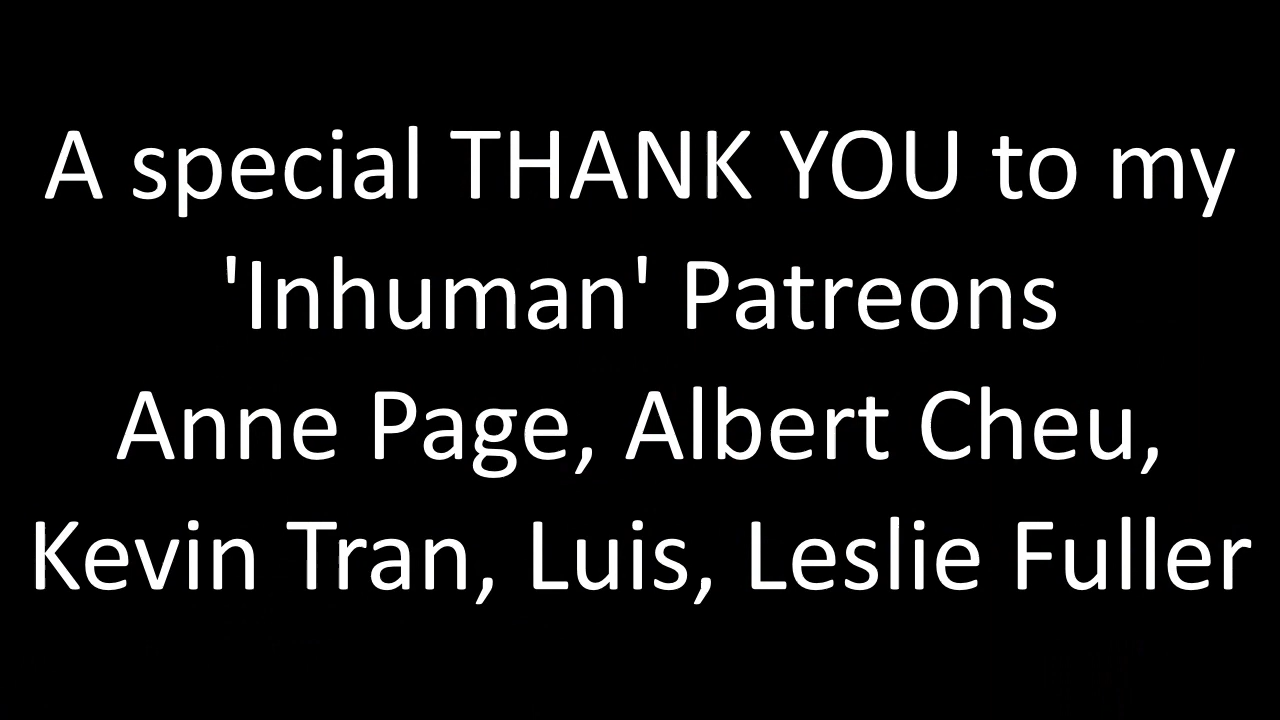 A special THANK YOU to my
'Inhuman' Patreons
Anne Page, Albert Cheu,
Kevin Tran, Luis, Leslie Fuller